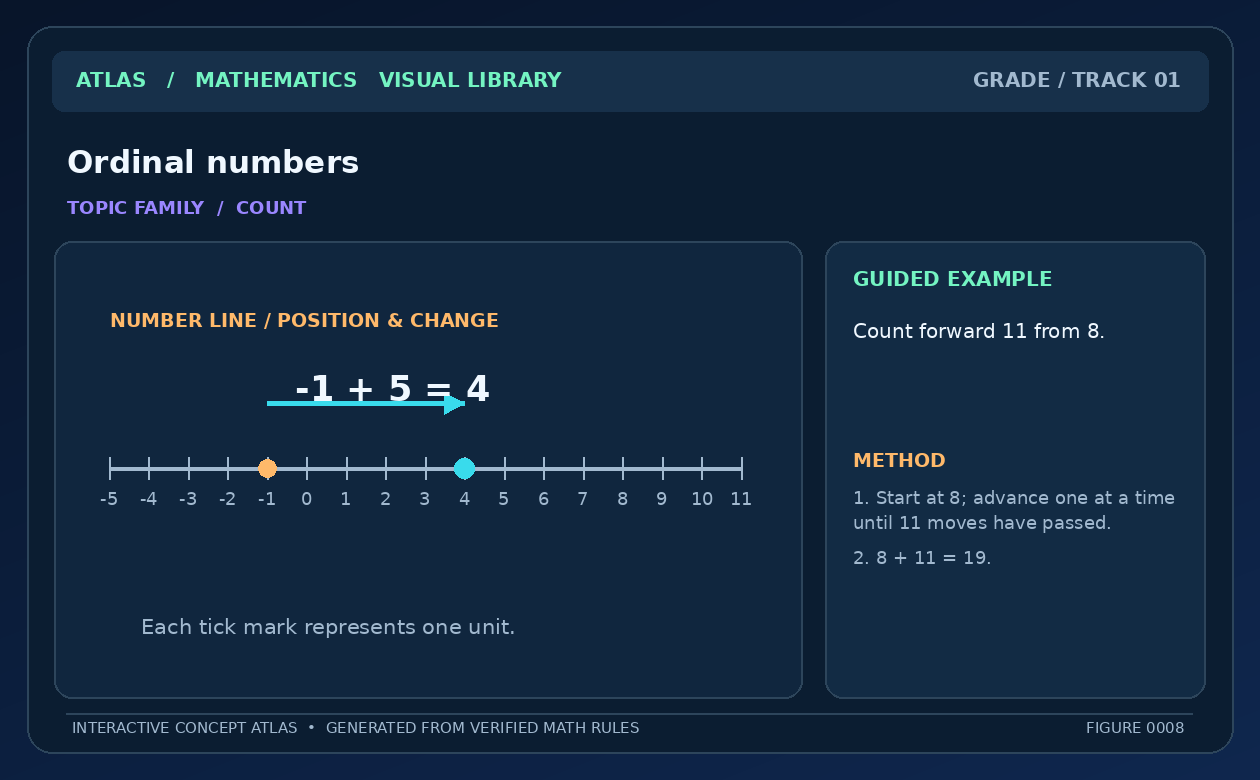 ATLAS / MATHEMATICS VISUAL LIBRARY
GRADE / TRACK 01
Ordinal numbers
TOPIC FAMILY / COUNT
NUMBER LINE / POSITION & CHANGE
-1 + 5 = 4
-5 -4 -3 -2 -1 0 1 2 3 4 5 6 7 8 9 10 11
Each tick mark represents one unit.
GUIDED EXAMPLE
Count forward 11 from 8.
METHOD
1. Start at 8; advance one at a time
until 11 moves have passed.
2. 8 + 11 = 19.
INTERACTIVE CONCEPT ATLAS • GENERATED FROM VERIFIED MATH RULES
FIGURE 0008